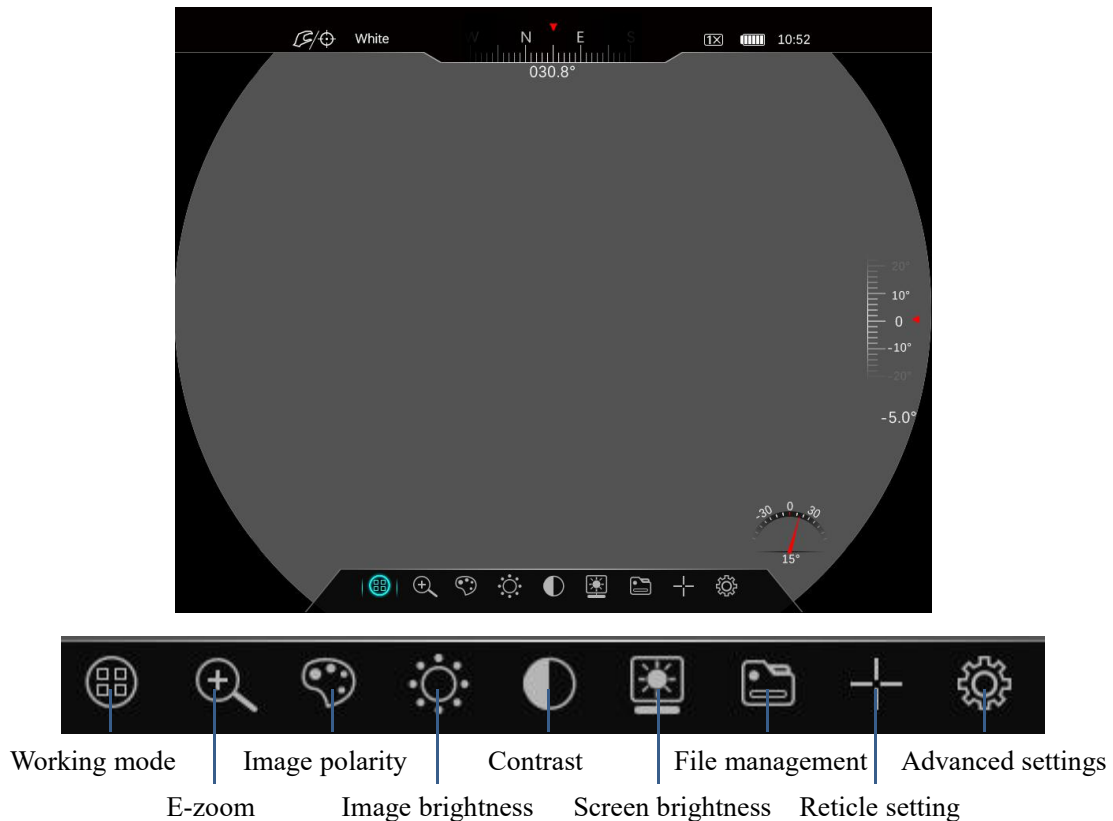 White W N E S 1X 10:52
030.8°
20°
10°
0
-10°
-20°
-5.0°
-30 0 30
15°
Working mode Image polarity Contrast File management Advanced settings
E-zoom Image brightness Screen brightness Reticle setting